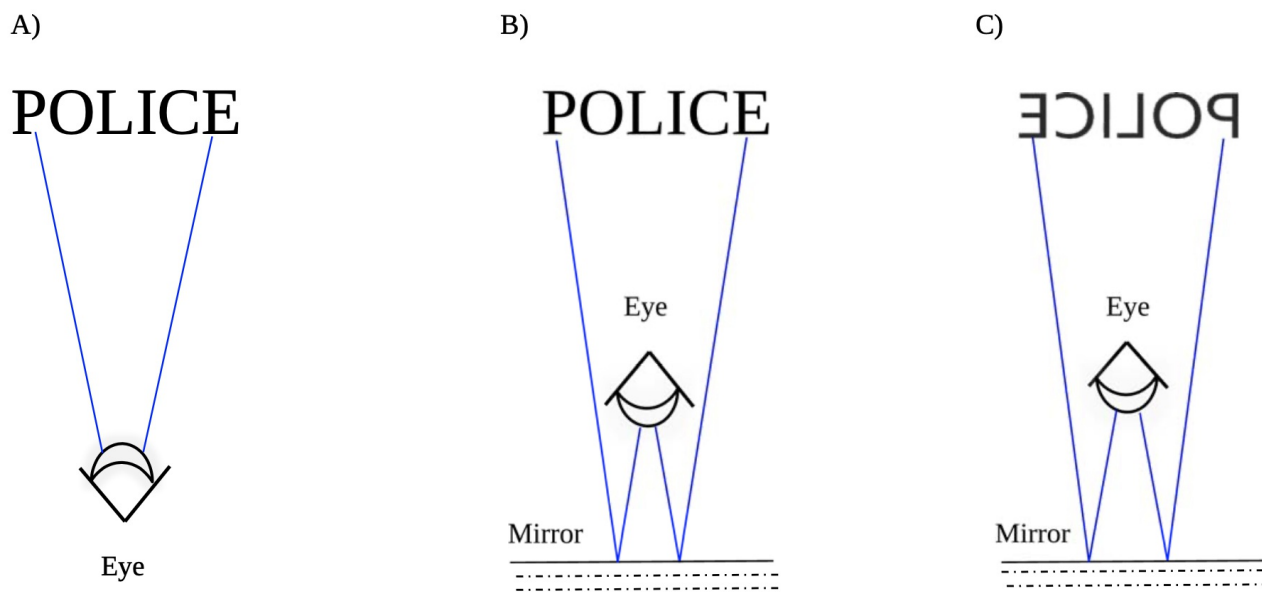 A)
B)
C)
POLICE
POLICE
POLICE
Eye
Eye
Mirror
Mirror
Eye